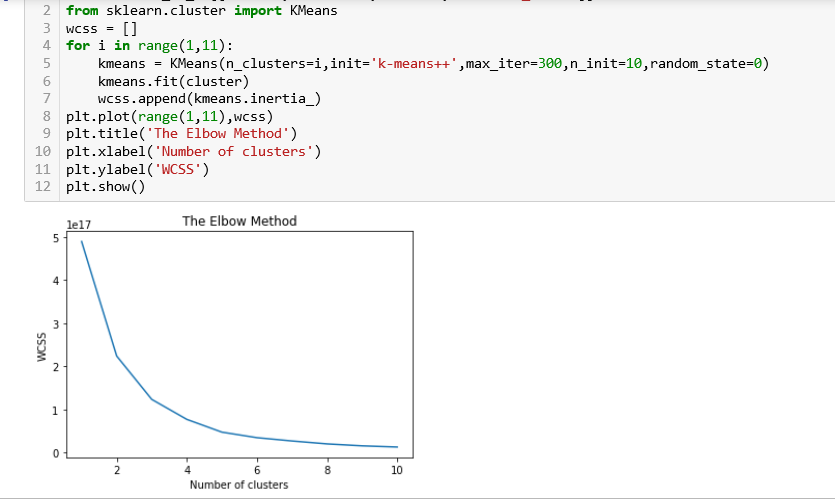 2 from sklearn.cluster import KMeans
3 wcss = []
4 for i in range(1,11):
5 kmeans = KMeans(n_clusters=i,init='k-means++',max_iter=300,n_init=10,random_state=0)
6 kmeans.fit(cluster)
7 wcss.append(kmeans.inertia_)
8 plt.plot(range(1,11),wcss)
9 plt.title('The Elbow Method')
10 plt.xlabel('Number of clusters')
11 plt.ylabel('WCSS')
12 plt.show()
1e17
The Elbow Method
5
4
3
2
1
0
WCSS
2 4 6 8 10
Number of clusters